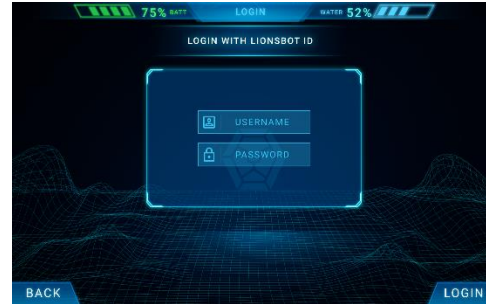 75% BATT LOGIN WATER 52%
LOGIN WITH LIONSBOT ID
USERNAME
PASSWORD
BACK LOGIN